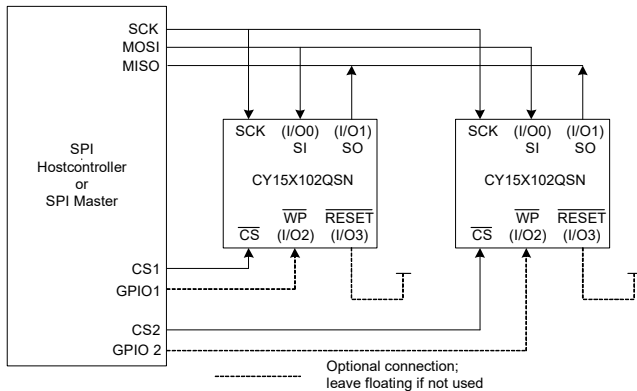 SCK
MOSI
MISO
SPI
Hostcontroller
or
SPI Master
CS1
GPIO1
CS2
GPIO 2
SCK (I/O0) (I/O1)
SI SO
CY15X102QSN
WP RESET
CS (I/O2) (I/O3)
SCK (I/O0) (I/O1)
SI SO
CY15X102QSN
WP RESET
CS (I/O2) (I/O3)
Optional connection;
leave floating if not used